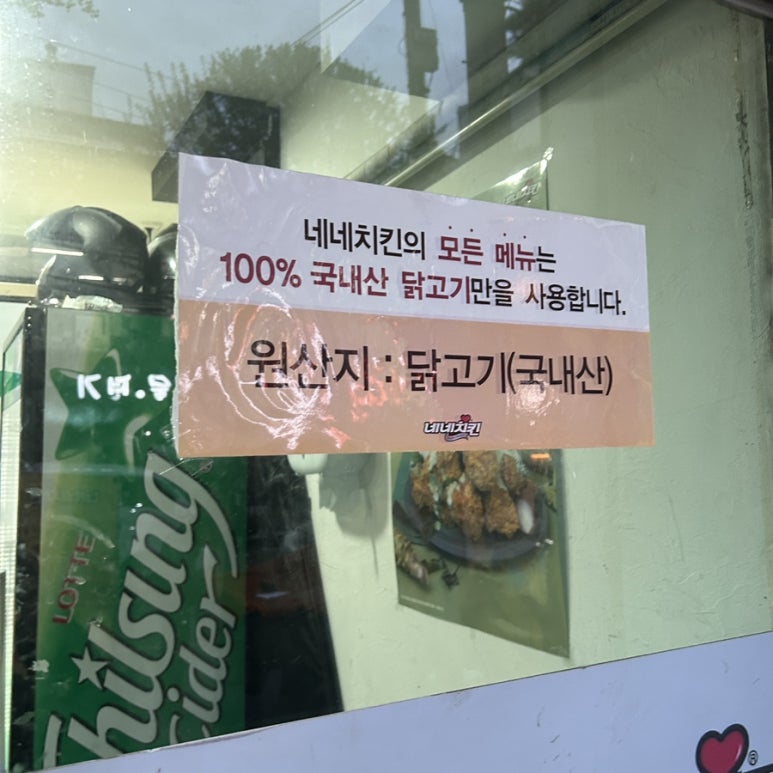 네네치킨의 모든 메뉴는
100% 국내산 닭고기만을 사용합니다.
원산지 : 닭고기(국내산)
네네치킨
LOTTE
Chilsung
Cider
®